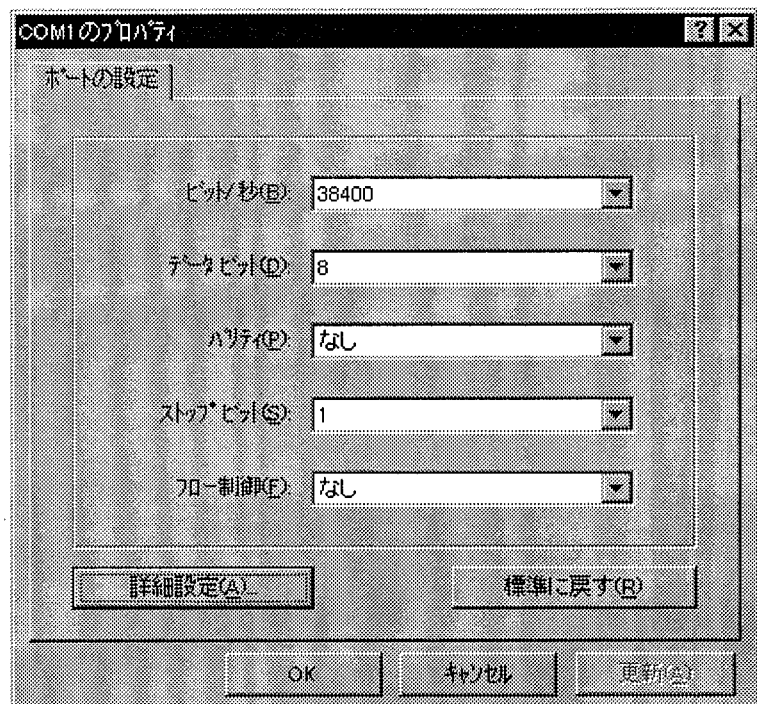 COM1のﾌﾟﾛﾊﾟﾃｨ
ﾎﾟｰﾄの設定
ﾋﾞｯﾄ/秒(B): 38400
ﾃﾞｰﾀ ﾋﾞｯﾄ(D): 8
ﾊﾟﾘﾃｨ(P): なし
ｽﾄｯﾌﾟ ﾋﾞｯﾄ(S): 1
ﾌﾛｰ制御(F): なし
詳細設定(A)... 標準に戻す(R)
OK ｷｬﾝｾﾙ 更新(A)